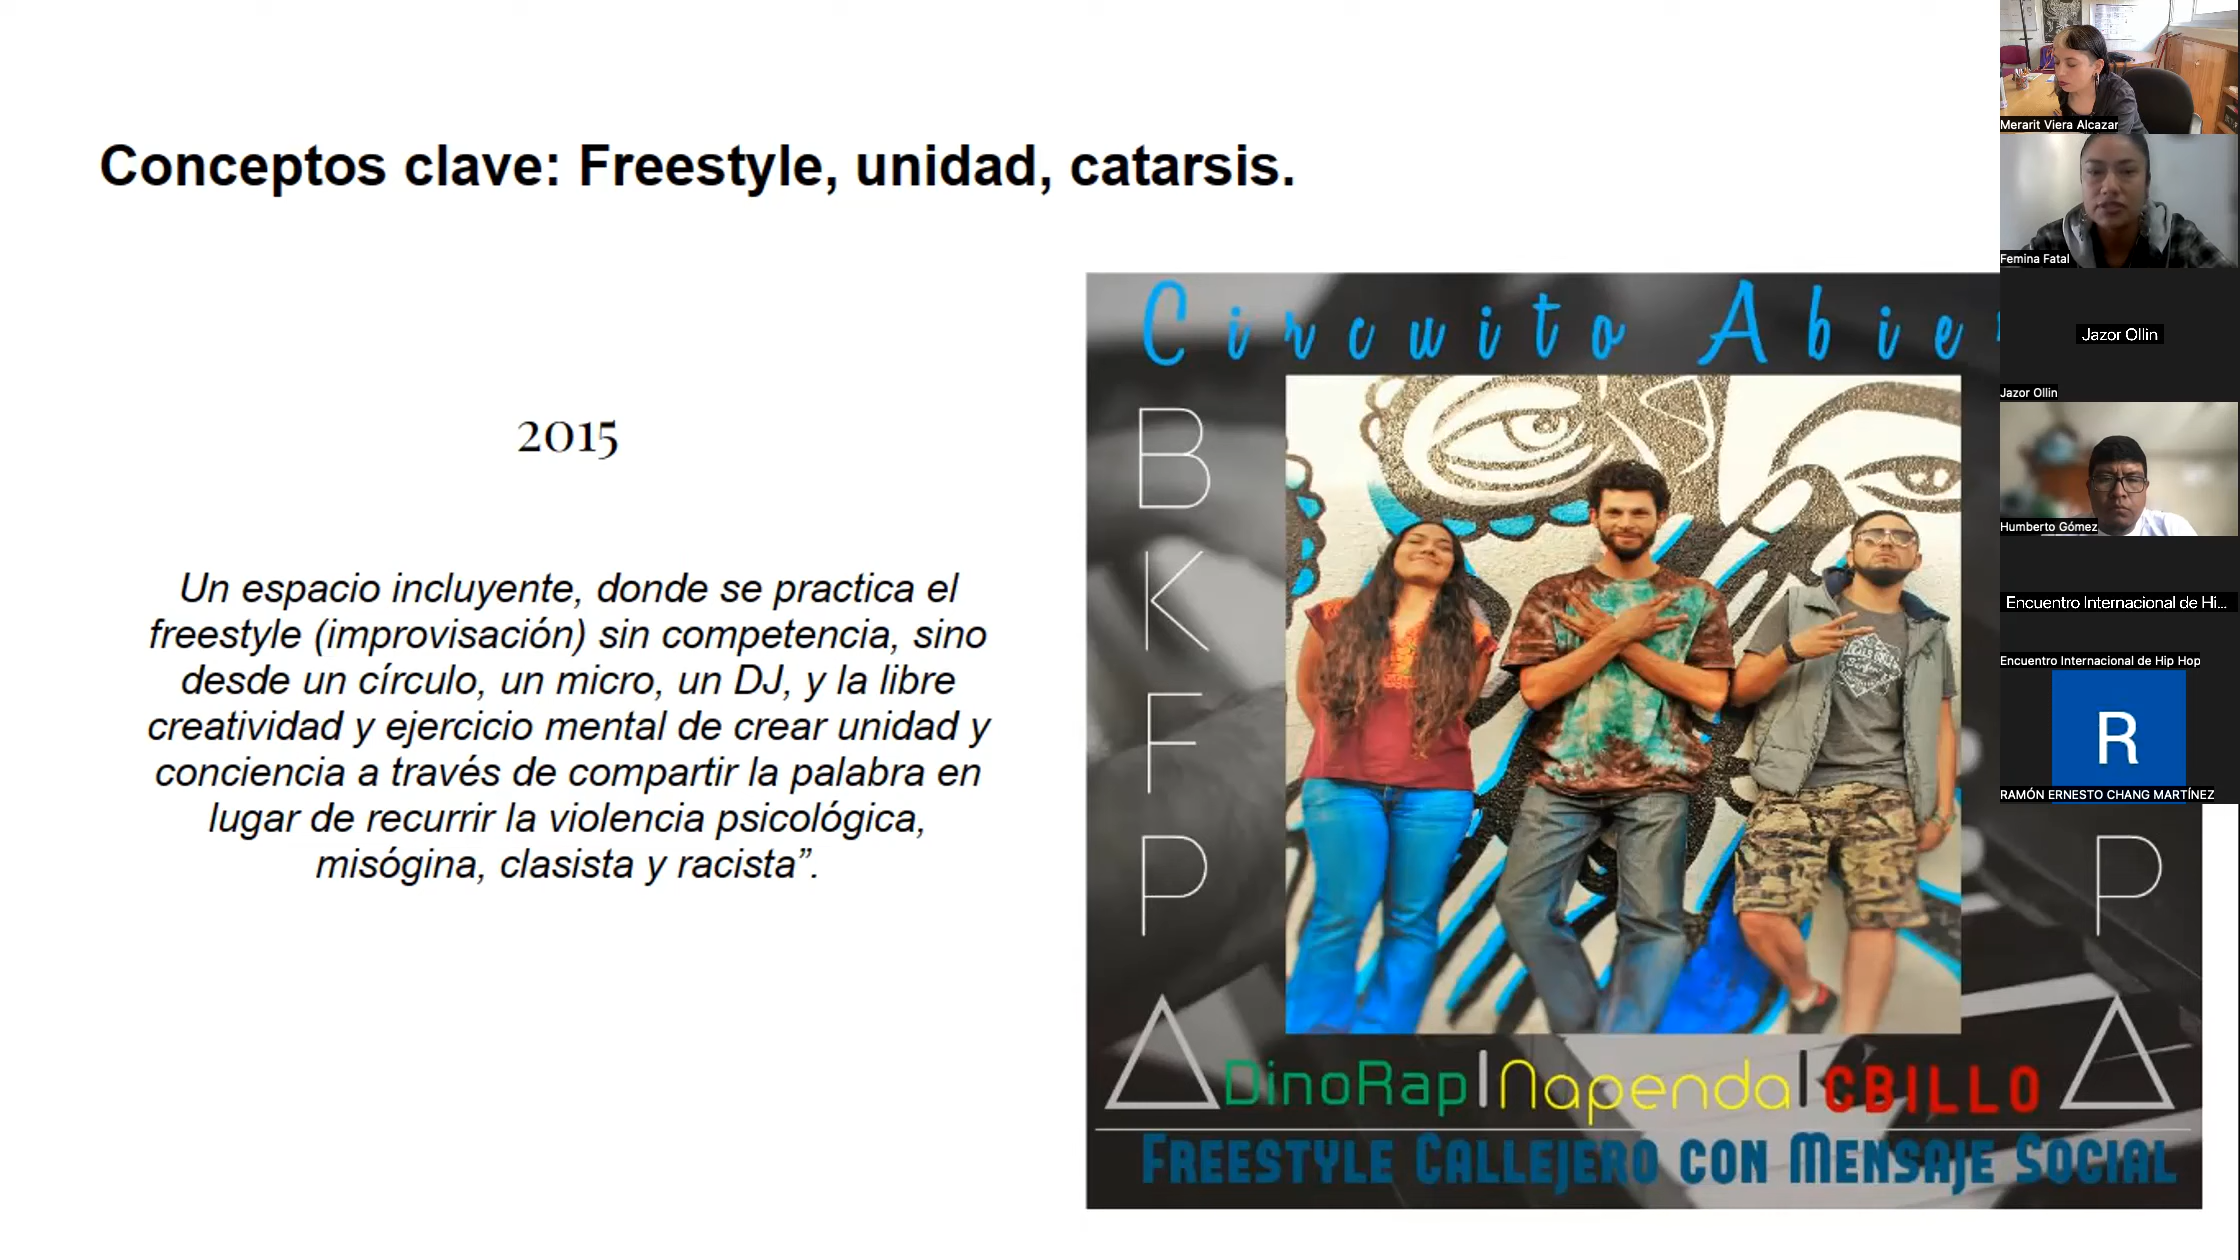 Conceptos clave: Freestyle, unidad, catarsis.
2015
Un espacio incluyente, donde se practica el
freestyle (improvisación) sin competencia, sino
desde un círculo, un micro, un DJ, y la libre
creatividad y ejercicio mental de crear unidad y
conciencia a través de compartir la palabra en
lugar de recurrir la violencia psicológica,
misógina, clasista y racista”.
Circuito Abie
B
K
F
P
P
DinoRap|Napenda|CBILLO
FREESTYLE CALLEJERO CON MENSAJE SOCIAL
Merarit Viera Alcazar
Femina Fatal
Jazor Ollin
Jazor Ollin
Humberto Gómez
Encuentro Internacional de Hi...
Encuentro Internacional de Hip Hop
R
RAMÓN ERNESTO CHANG MARTÍNEZ